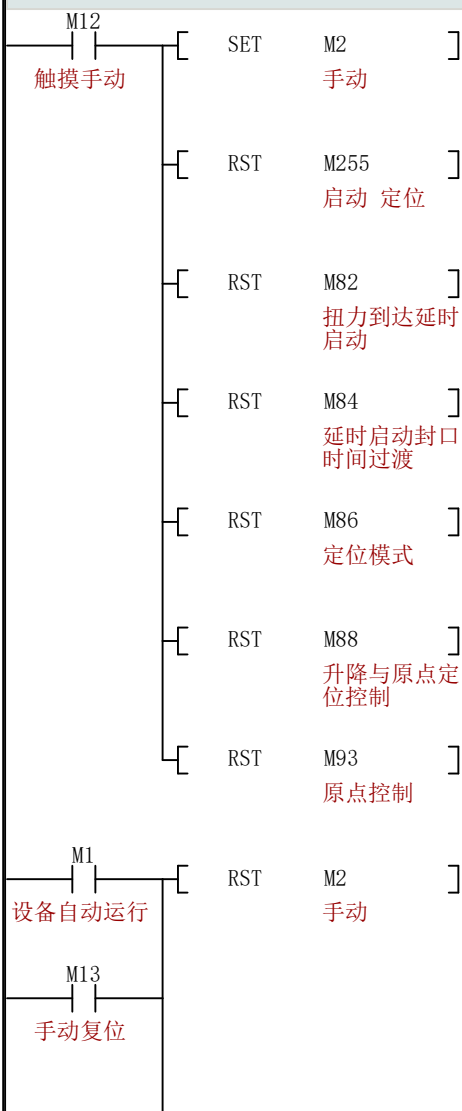 M12
SET M2
触摸手动 手动
RST M255
启动 定位
RST M82
扭力到达延时
启动
RST M84
延时启动封口
时间过渡
RST M86
定位模式
RST M88
升降与原点定
位控制
RST M93
原点控制
M1
RST M2
设备自动运行 手动
M13
手动复位